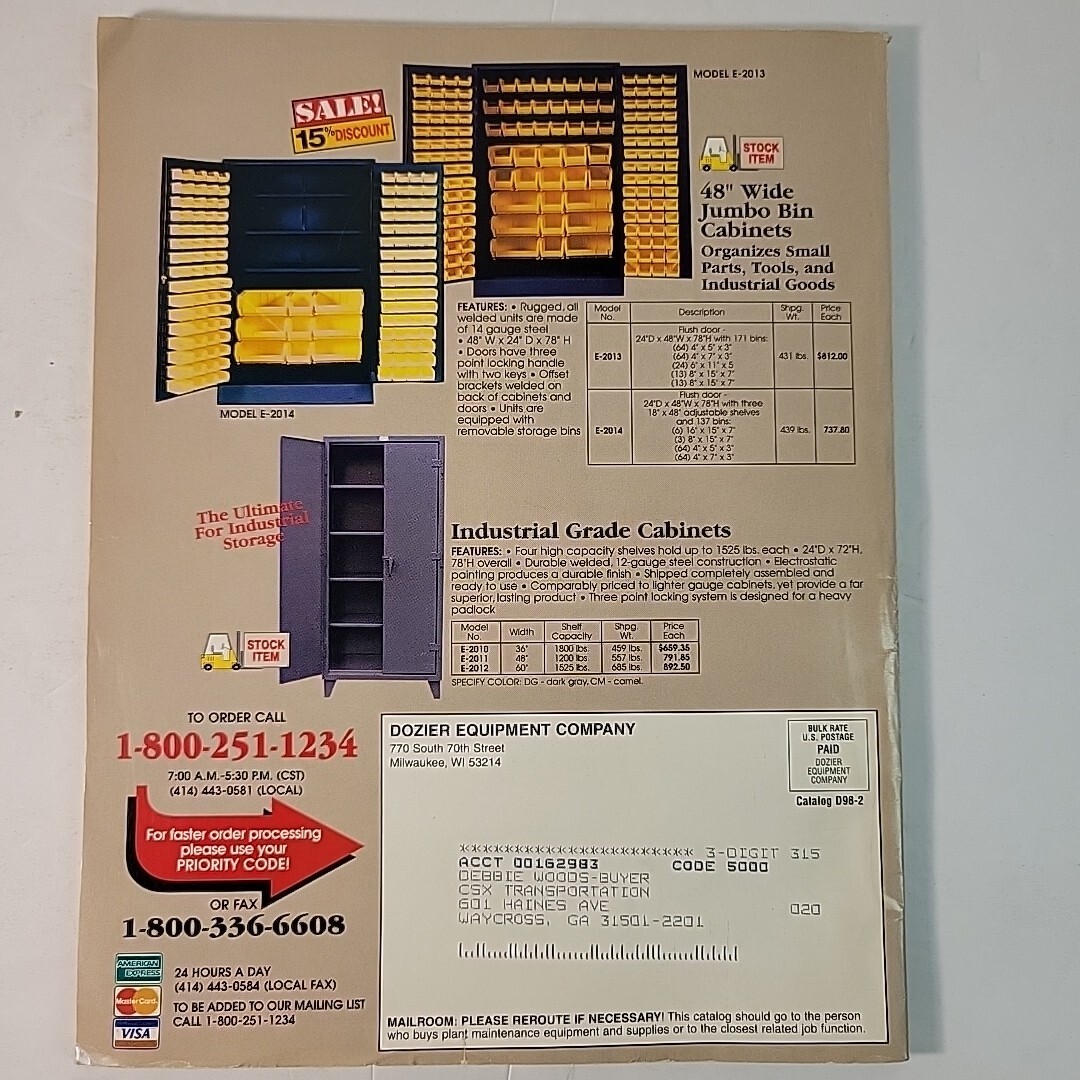 MODEL E-2013
SALE!
15% DISCOUNT
STOCK
ITEM
48" Wide
Jumbo Bin
Cabinets
Organizes Small
Parts, Tools, and
Industrial Goods
MODEL E-2014
FEATURES: • Rugged, all
welded units are made
of 14 gauge steel
• 48" W x 24" D x 78" H
• Doors have three
point locking handle
with two keys • Offset
brackets welded on
back of cabinets and
doors • Units are
equipped with
removable storage bins
Model No. Description Shpg. Wt. Price Each
E-2013 Flush door - 431 lbs. $812.00
24"D x 48"W x 78"H with 171 bins:
(64) 4" x 5" x 3"
(64) 4" x 7" x 3"
(24) 6" x 11" x 5
(13) 8" x 15" x 7"
(13) 8" x 15" x 7"
E-2014 Flush door - 439 lbs. 737.80
24"D x 48"W x 78"H with three
18" x 48" adjustable shelves
and 137 bins:
(6) 16" x 15" x 7"
(3) 8" x 15" x 7"
(64) 4" x 5" x 3"
(64) 4" x 7" x 3"
The Ultimate
For Industrial
Storage
STOCK
ITEM
Industrial Grade Cabinets
FEATURES: • Four high capacity shelves hold up to 1525 lbs. each • 24"D x 72"H,
78"H overall • Durable welded, 12-gauge steel construction • Electrostatic
painting produces a durable finish • Shipped completely assembled and
ready to use • Comparably priced to lighter gauge cabinets, yet provide a far
superior, lasting product • Three point locking system is designed for a heavy
padlock
Model No. Width Shelf Capacity Shpg. Wt. Price Each
E-2010 36" 1800 lbs. 459 lbs. $659.35
E-2011 48" 1200 lbs. 557 lbs. 791.85
E-2012 60" 1525 lbs. 685 lbs. 892.50
SPECIFY COLOR: DG - dark gray, CM - camel.
TO ORDER CALL
1-800-251-1234
7:00 A.M.-5:30 P.M. (CST)
(414) 443-0581 (LOCAL)
For faster order processing
please use your
PRIORITY CODE!
OR FAX
1-800-336-6608
24 HOURS A DAY
(414) 443-0584 (LOCAL FAX)
TO BE ADDED TO OUR MAILING LIST
CALL 1-800-251-1234
AMERICAN
EXPRESS
MasterCard
VISA
DOZIER EQUIPMENT COMPANY
770 South 70th Street
Milwaukee, WI 53214
BULK RATE
U.S. POSTAGE
PAID
DOZIER
EQUIPMENT
COMPANY
Catalog D98-2
************************ 3-DIGIT 315
ACCT 00162983 CODE 5000
DEBBIE WOODS-BUYER
CSX TRANSPORTATION
601 HAINES AVE 020
WAYCROSS, GA 31501-2201
MAILROOM: PLEASE REROUTE IF NECESSARY! This catalog should go to the person
who buys plant maintenance equipment and supplies or to the closest related job function.